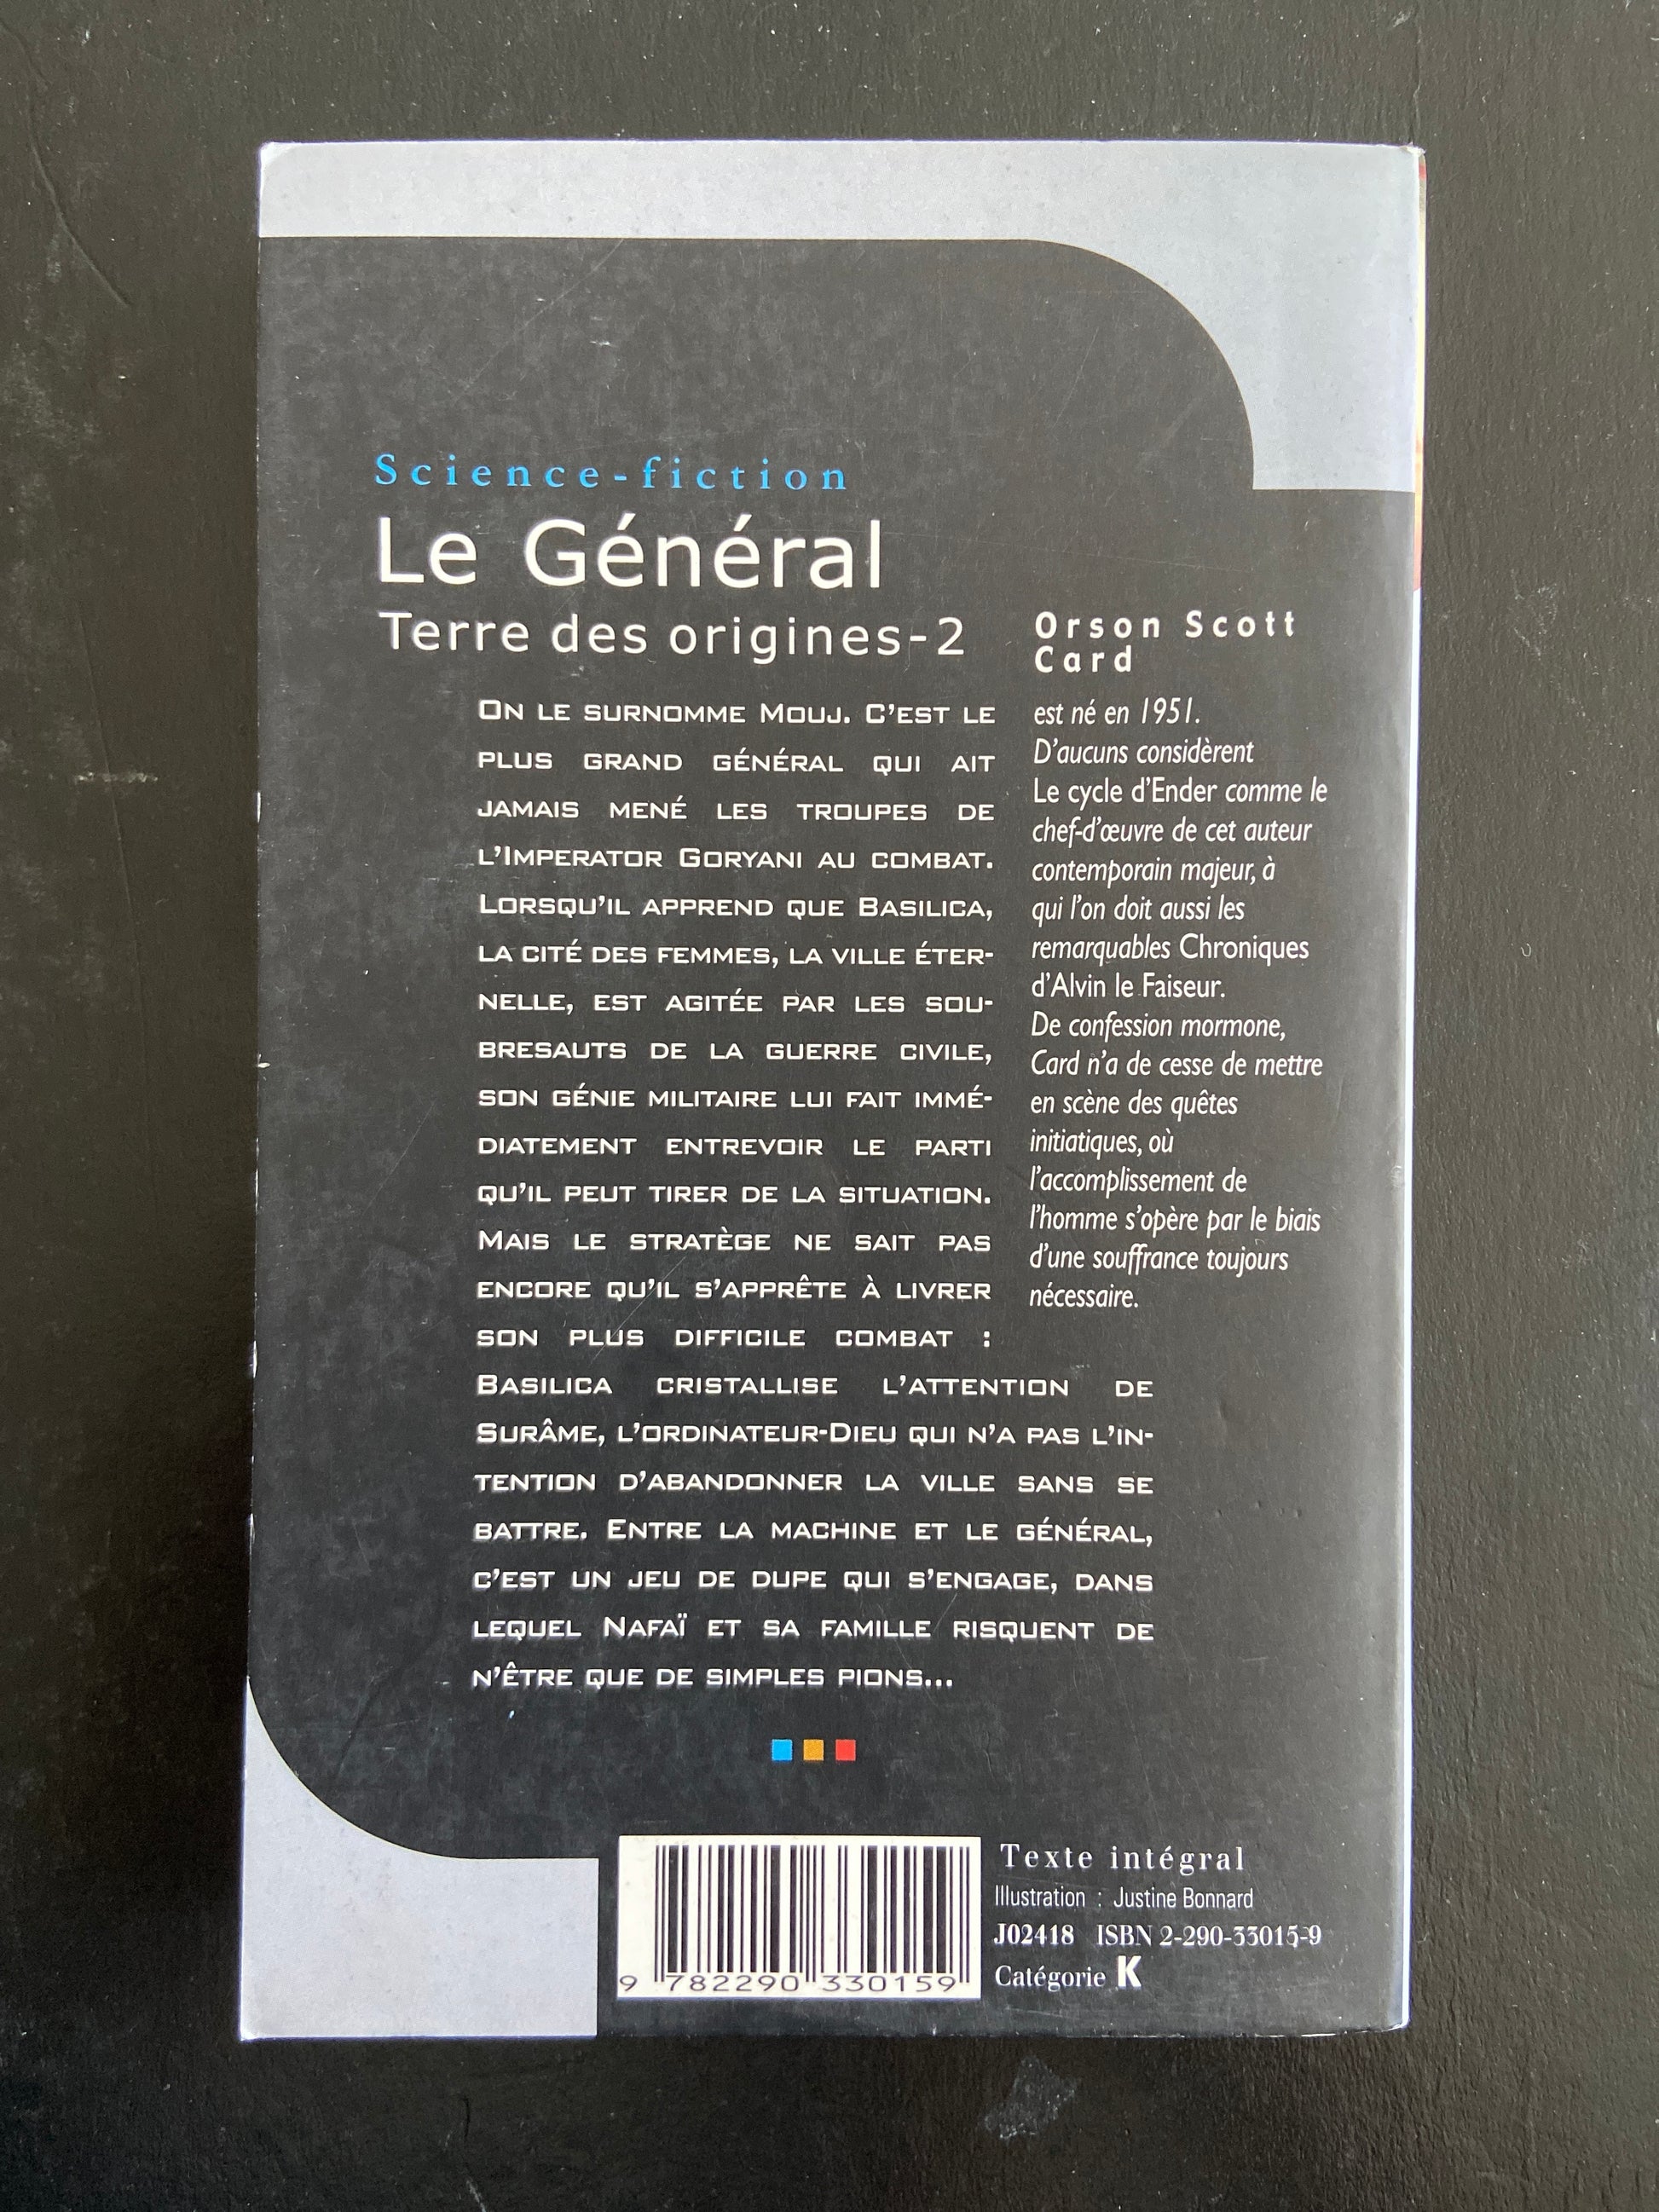 Science-fiction
Le Général
Terre des origines-2
On le surnomme Mouj. C'est le
plus grand général qui ait
jamais mené les troupes de
l'Imperator Goryani au combat.
Lorsqu'il apprend que Basilica,
la cité des femmes, la ville éter-
nelle, est agitée par les sou-
bresauts de la guerre civile,
son génie militaire lui fait immé-
diatement entrevoir le parti
qu'il peut tirer de la situation.
Mais le stratège ne sait pas
encore qu'il s'apprête à livrer
son plus difficile combat :
Basilica cristallise l'attention de
Surâme, l'ordinateur-Dieu qui n'a pas l'in-
tention d'abandonner la ville sans se
battre. Entre la machine et le général,
c'est un jeu de dupe qui s'engage, dans
lequel Nafaï et sa famille risquent de
n'être que de simples pions...
Orson Scott
Card
est né en 1951.
D'aucuns considèrent
Le cycle d'Ender comme le
chef-d'œuvre de cet auteur
contemporain majeur, à
qui l'on doit aussi les
remarquables Chroniques
d'Alvin le Faiseur.
De confession mormone,
Card n'a de cesse de mettre
en scène des quêtes
initiatiques, où
l'accomplissement de
l'homme s'opère par le biais
d'une souffrance toujours
nécessaire.
9 782290 330159
Texte intégral
Illustration : Justine Bonnard
J02418 ISBN 2-290-33015-9
Catégorie K